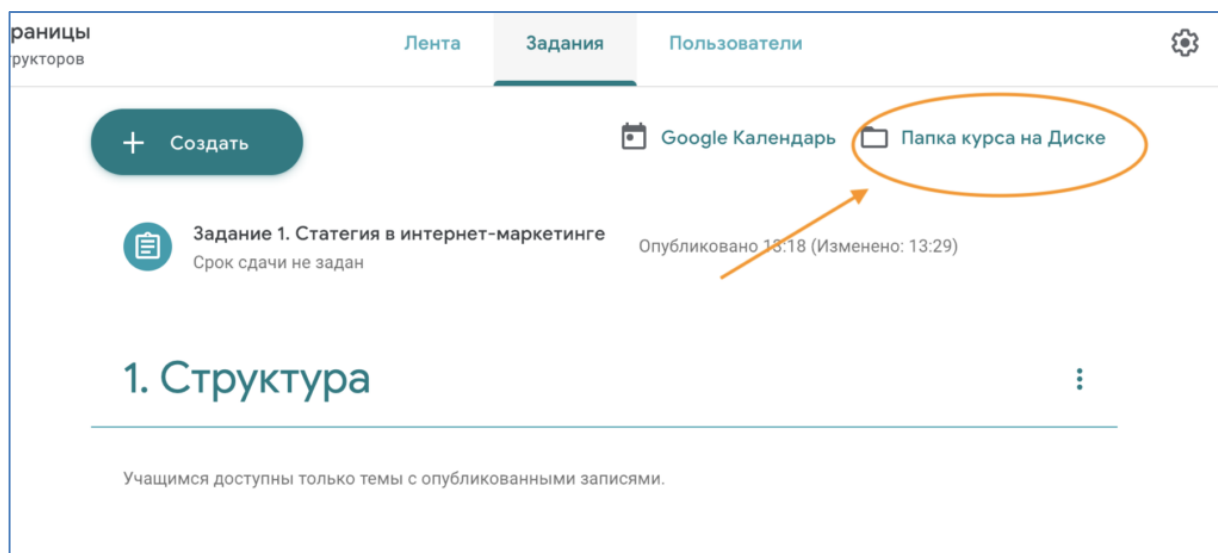 раницы
рукторов
Лента
Задания
Пользователи
Создать
Google Календарь
Папка курса на Диске
Задание 1. Статегия в интернет-маркетинге
Срок сдачи не задан
Опубликовано 13:18 (Изменено: 13:29)
1. Структура
Учащимся доступны только темы с опубликованными записями.